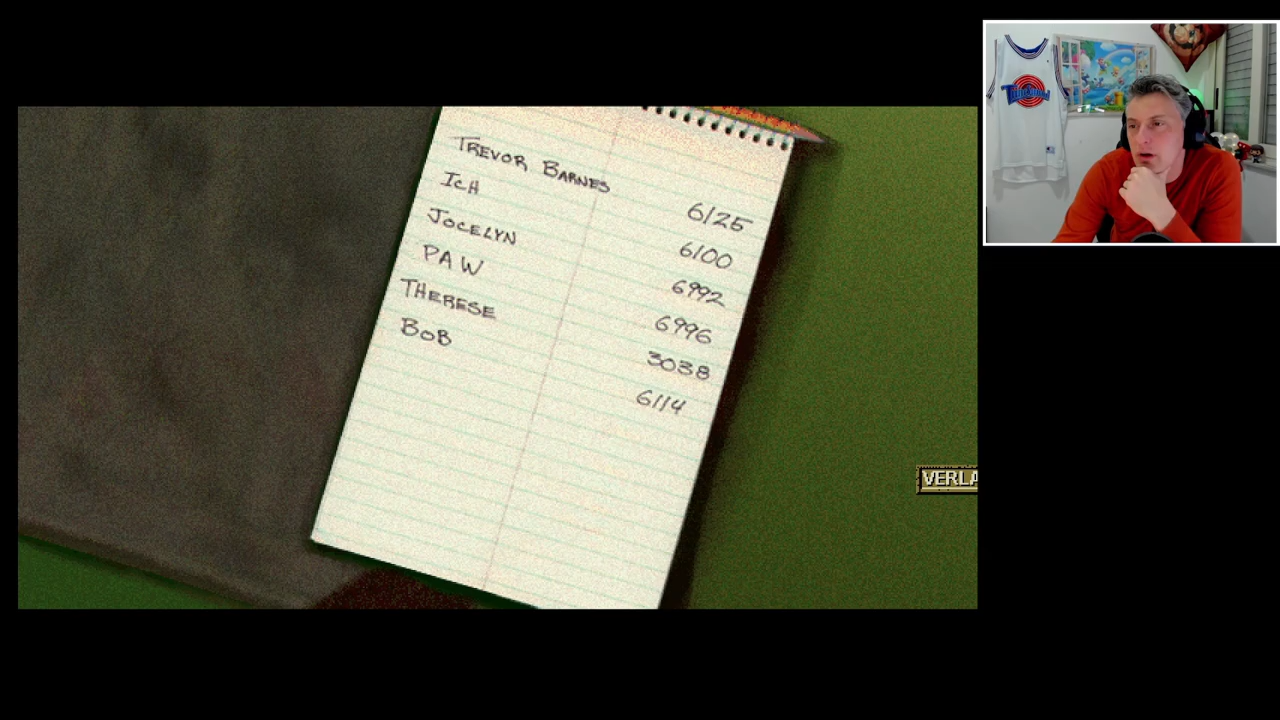 TREVOR BARNES 6125
ICH 6100
JOCELYN 6992
PAW 6996
THERESE 3038
BOB 6114
VERLA